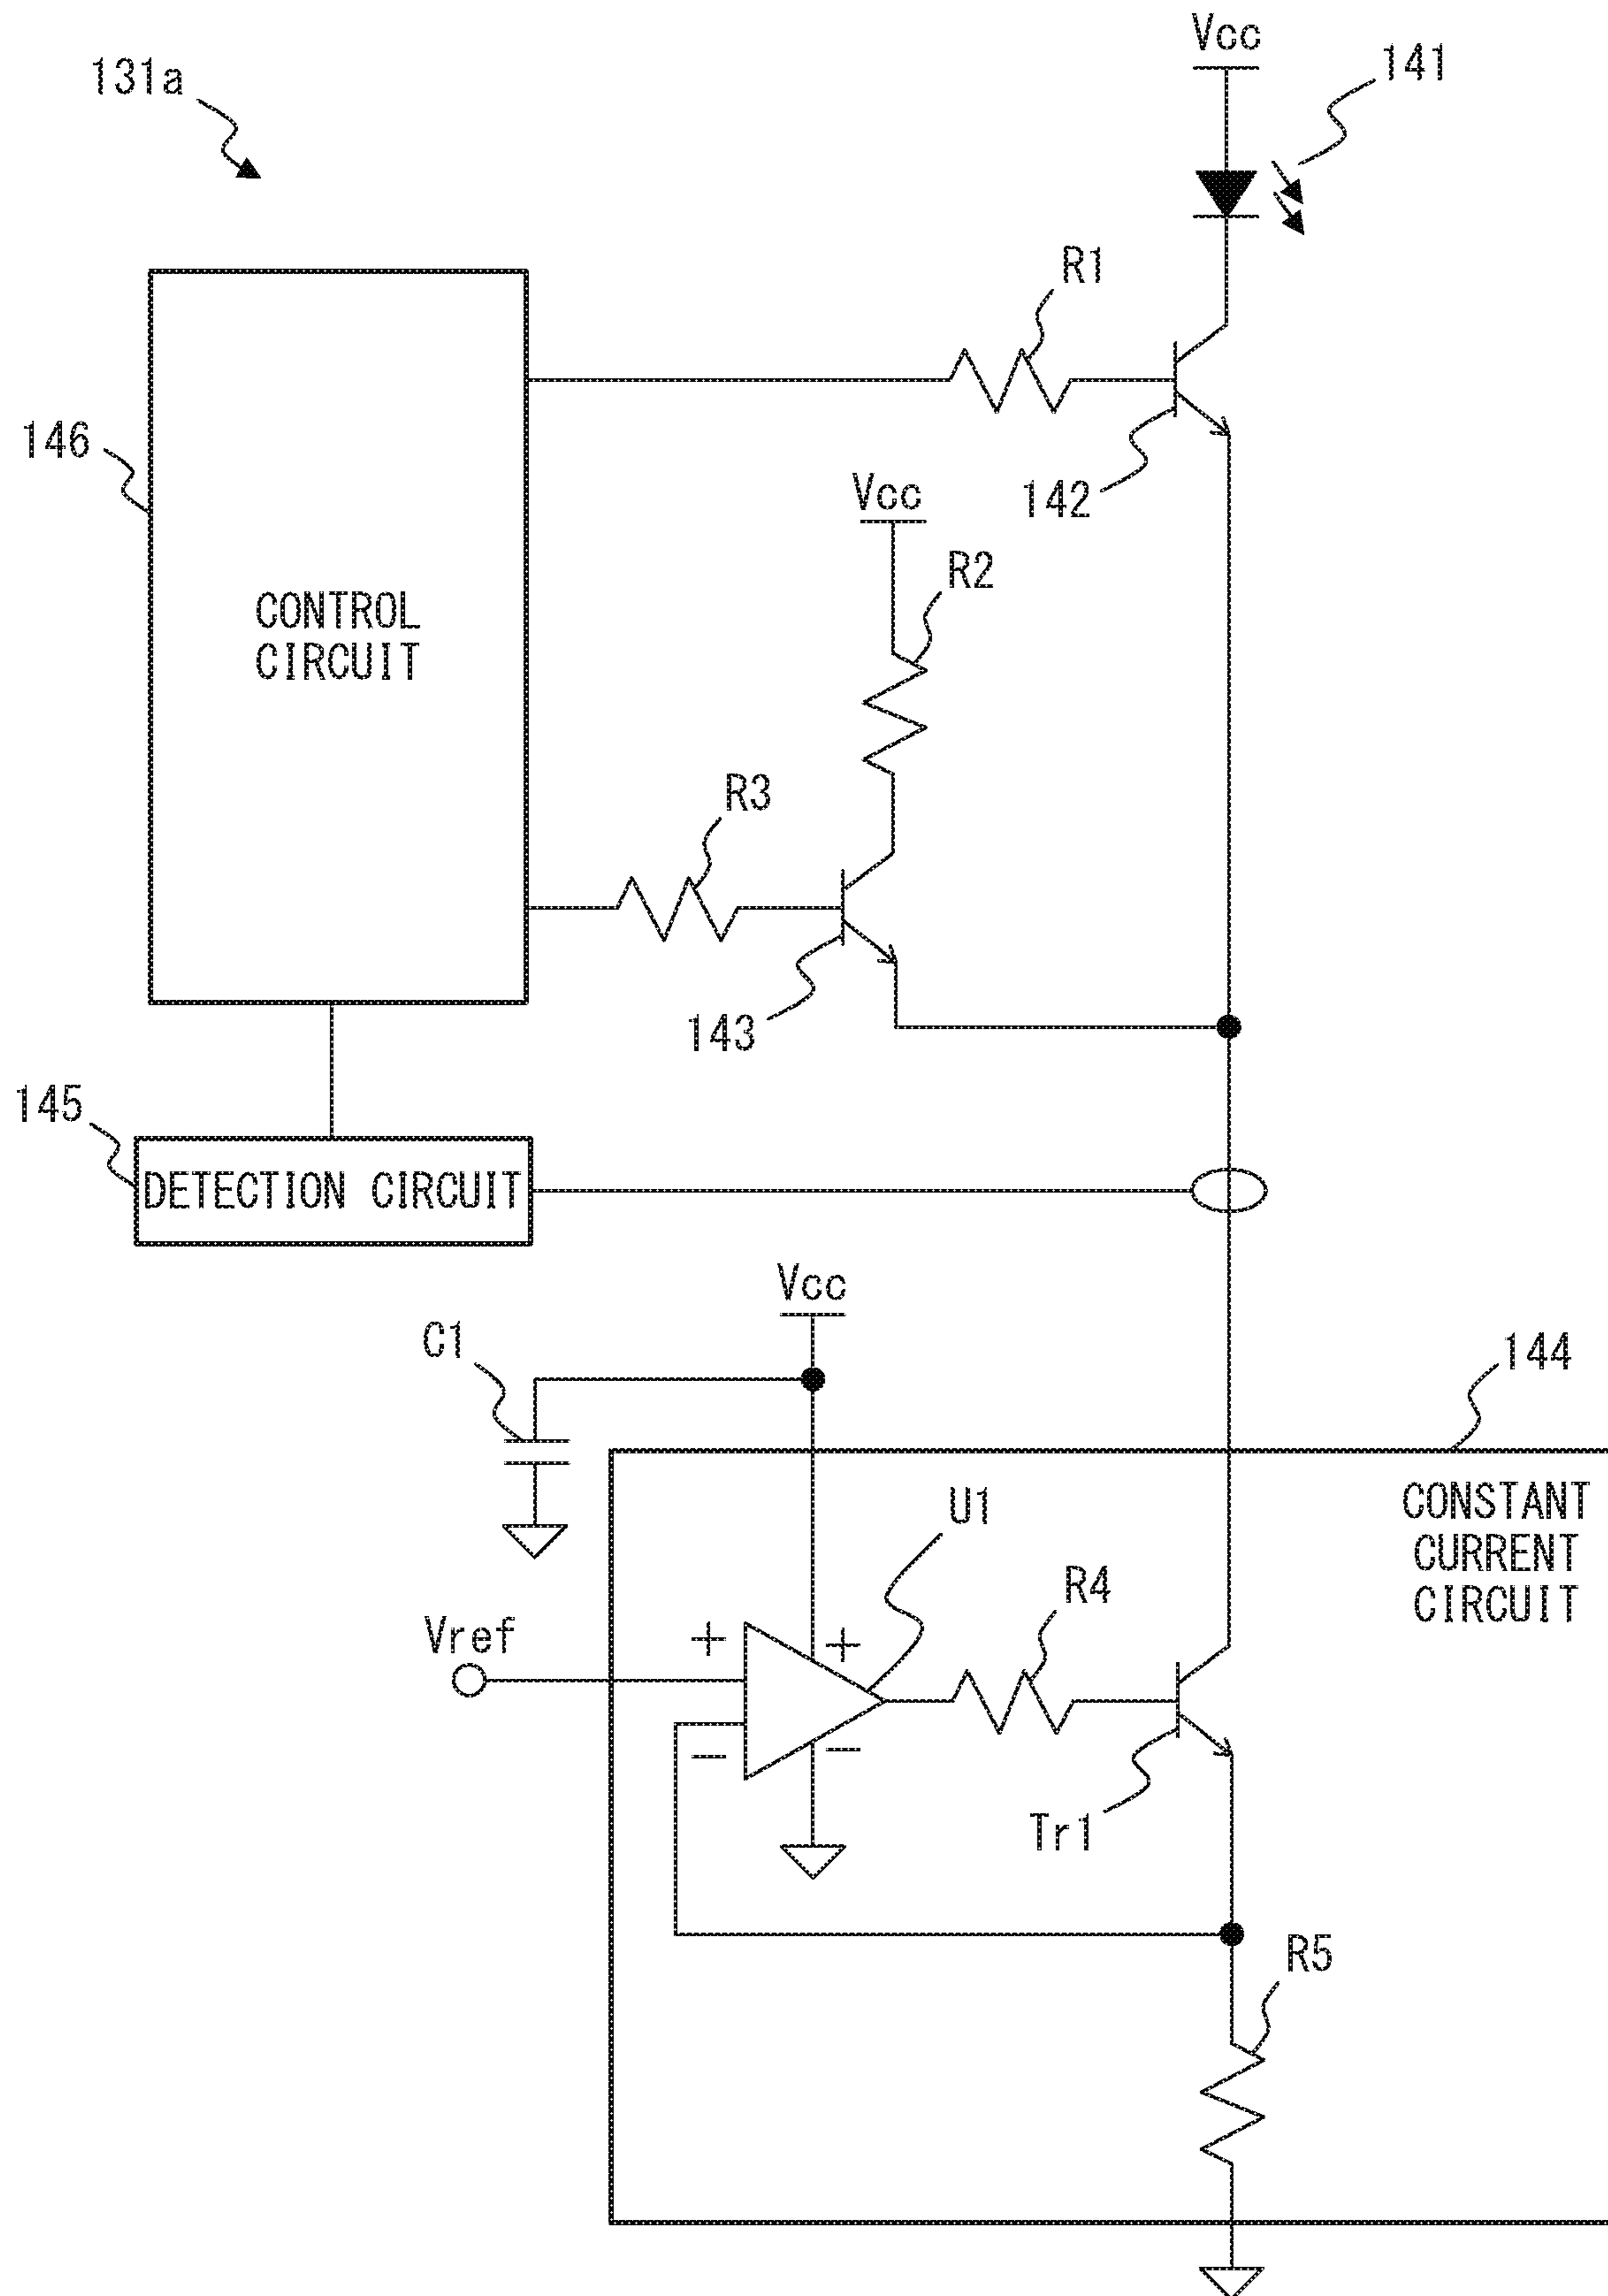 Vcc
141
131a
R1
146
142
Vcc
R2
CONTROL
CIRCUIT
R3
143
145
DETECTION CIRCUIT
Vcc
C1
144
CONSTANT
CURRENT
CIRCUIT
U1
R4
Vref
+
+
−
−
Tr1
R5